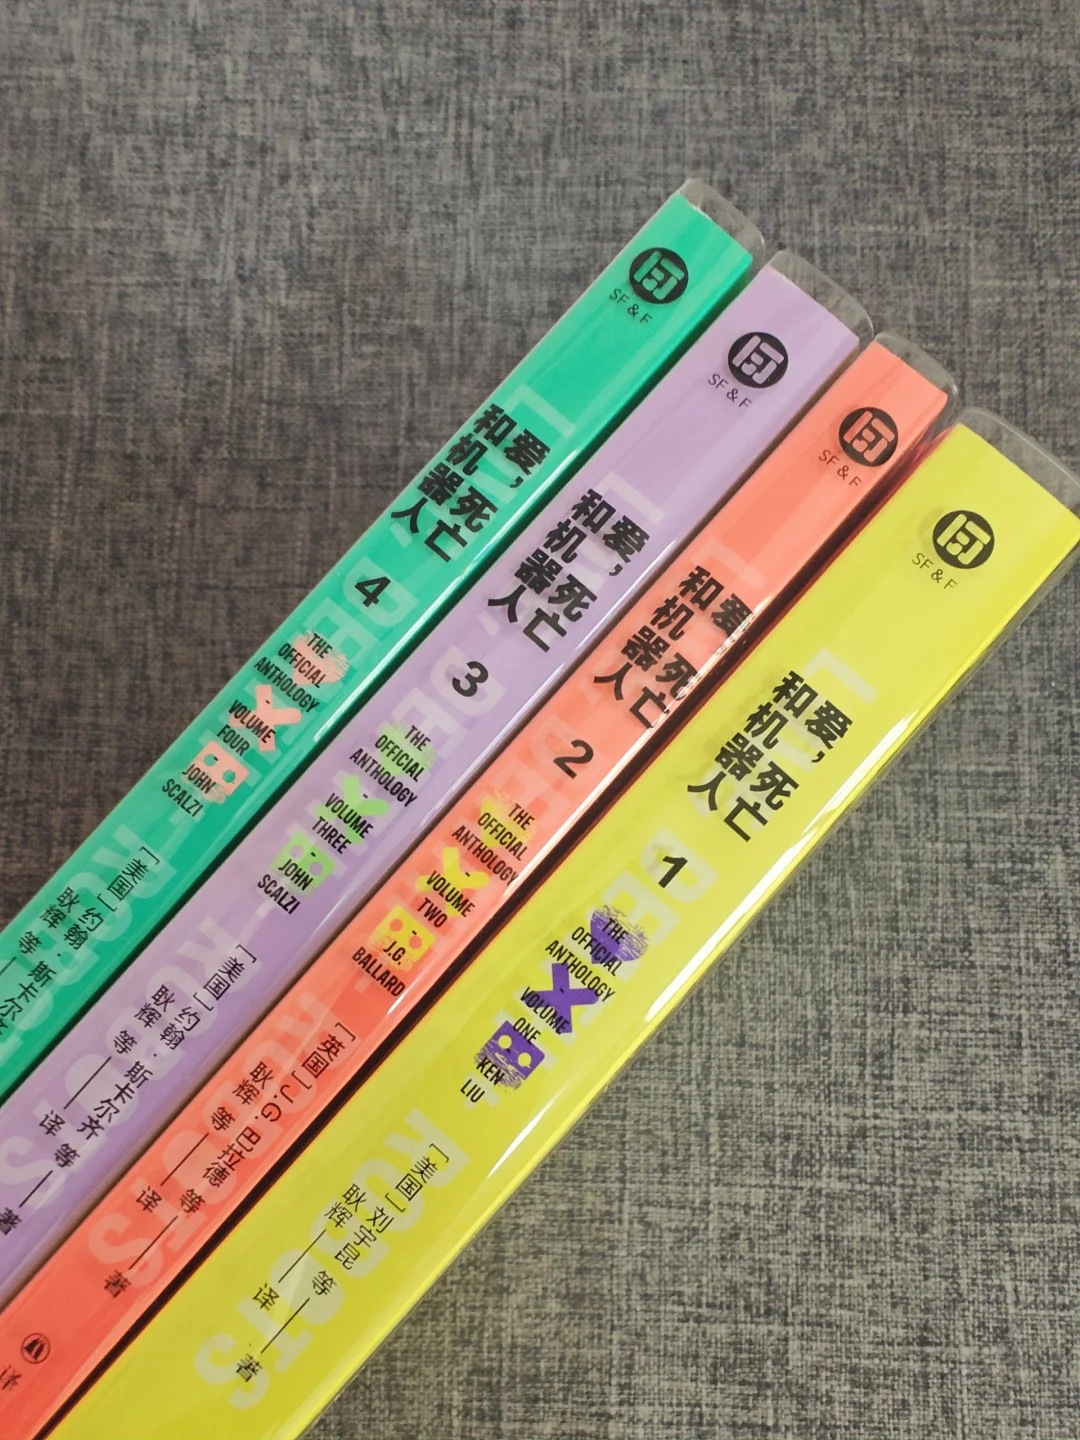 SF & F
爱，死亡
和机器人
4
THE
OFFICIAL
ANTHOLOGY
-
VOLUME
FOUR
-
JOHN
SCALZI
[美国]约翰·斯卡尔齐
耿辉 等
SF & F
爱，死亡
和机器人
3
THE
OFFICIAL
ANTHOLOGY
-
VOLUME
THREE
-
JOHN
SCALZI
[美国]约翰·斯卡尔齐 等——著
耿辉 等——译
SF & F
爱，死亡
和机器人
2
THE
OFFICIAL
ANTHOLOGY
-
VOLUME
TWO
-
J.G.
BALLARD
[英国]J.G.巴拉德 等——著
耿辉 等——译
译
SF & F
爱，死亡
和机器人
1
THE
OFFICIAL
ANTHOLOGY
-
VOLUME
ONE
-
KEN
LIU
[美国]刘宇昆 等——著
耿辉——译